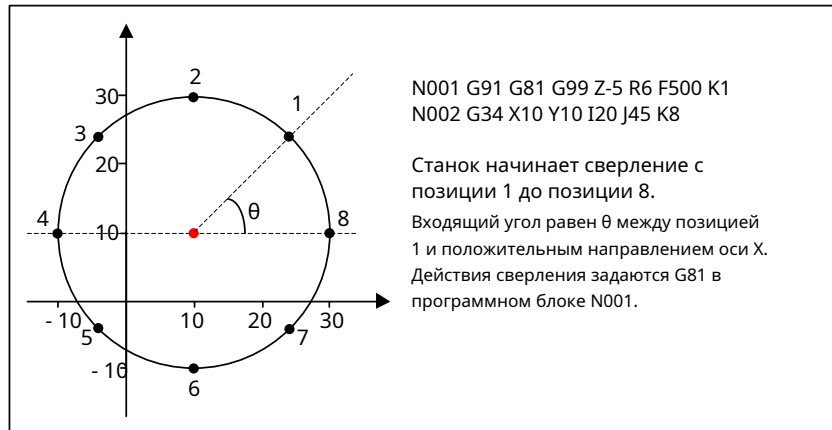 N001 G91 G81 G99 Z-5 R6 F500 K1
N002 G34 X10 Y10 I20 J45 K8
Станок начинает сверление с
позиции 1 до позиции 8.
Входящий угол равен θ между позицией
1 и положительным направлением оси X.
Действия сверления задаются G81 в
программном блоке N001.
2
30
1
3
20
θ
4
10
8
- 10
10
20
30
5
7
- 10
6